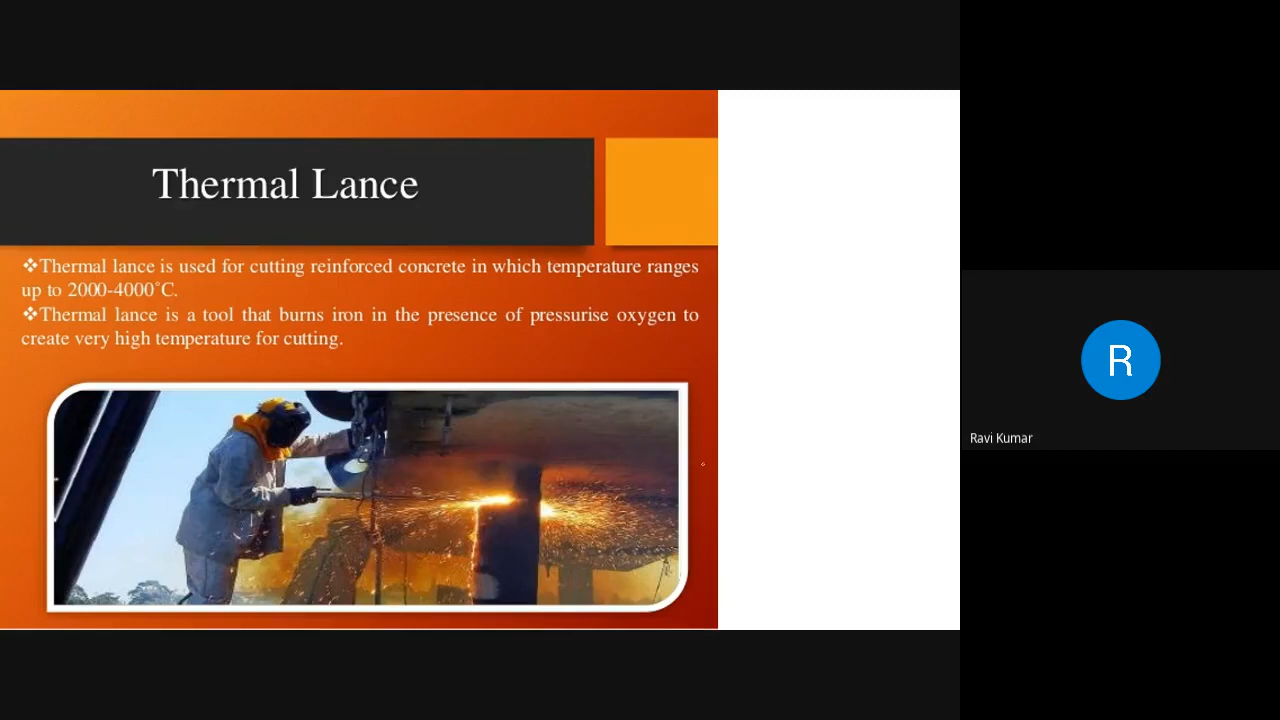 Thermal Lance
❖Thermal lance is used for cutting reinforced concrete in which temperature ranges
up to 2000-4000˚C.
❖Thermal lance is a tool that burns iron in the presence of pressurise oxygen to
create very high temperature for cutting.
R
Ravi Kumar